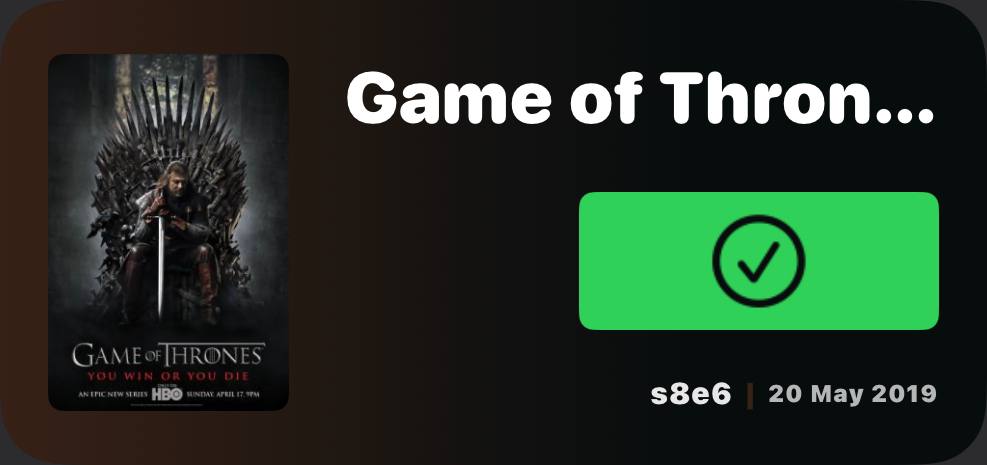 Game of Thron...
GAME OF THRONES
YOU WIN OR YOU DIE
AN EPIC NEW SERIES HBO SUNDAY, APRIL 17, 9PM
s8e6 | 20 May 2019